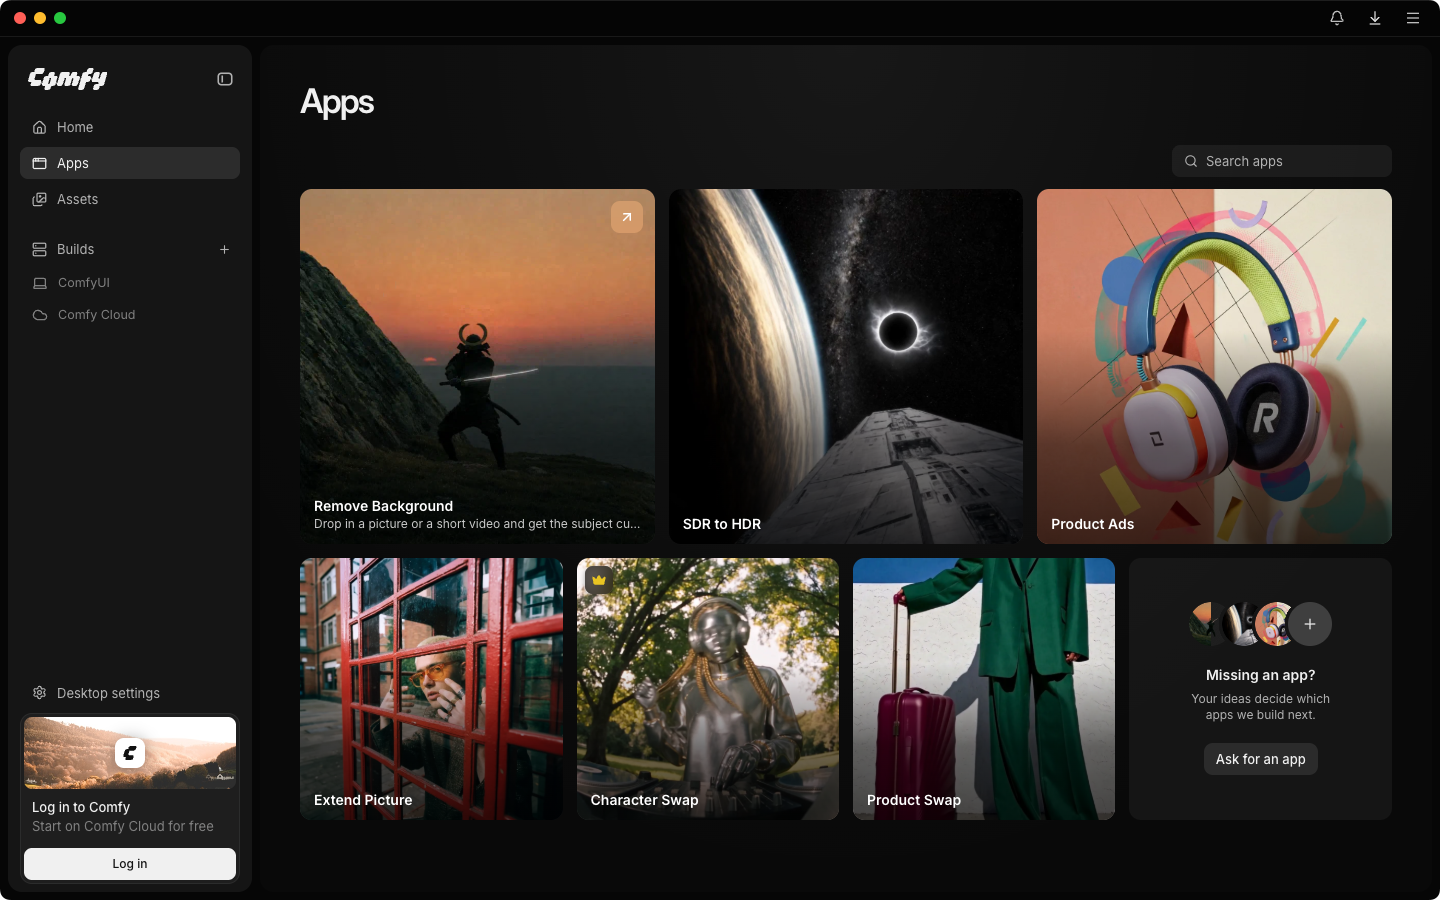 Comfy
Home
Apps
Assets
Builds
ComfyUI
Comfy Cloud
Desktop settings
Log in to Comfy
Start on Comfy Cloud for free
Log in
Apps
Search apps
Remove Background
Drop in a picture or a short video and get the subject cu...
SDR to HDR
R
Product Ads
Extend Picture
Character Swap
Product Swap
Missing an app?
Your ideas decide which
apps we build next.
Ask for an app